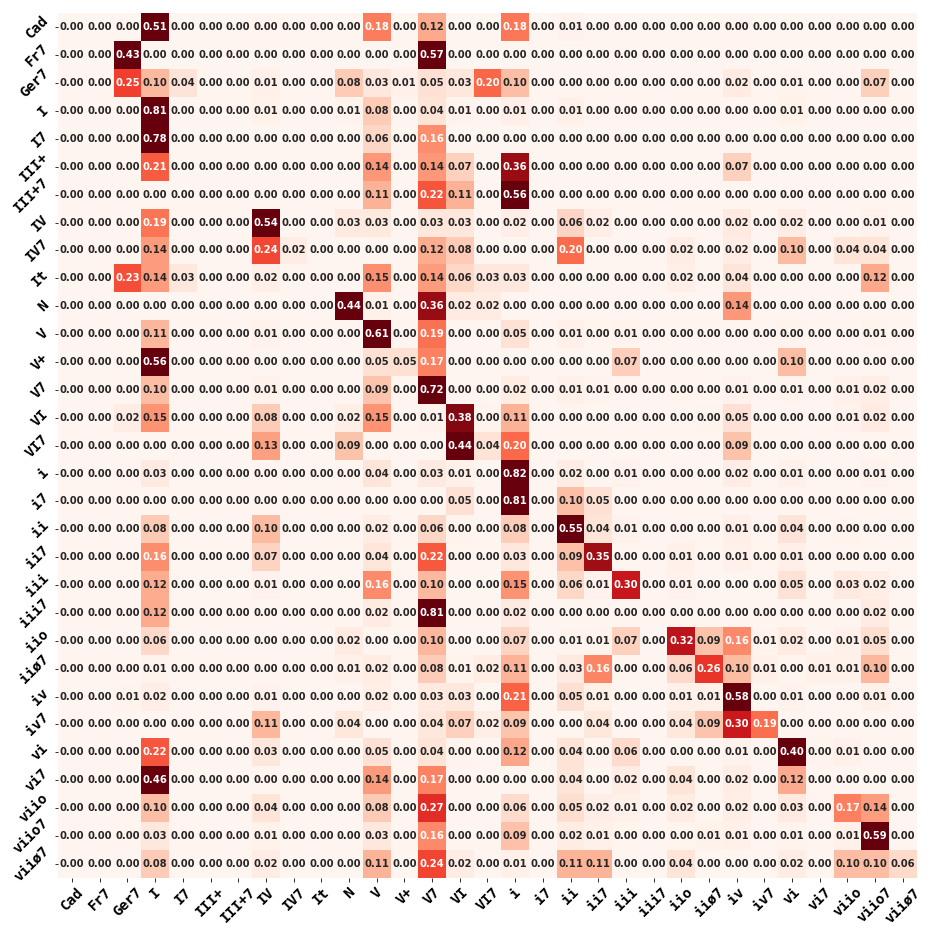 Cad 0.00 0.00 0.00 0.51 0.00 0.00 0.00 0.00 0.00 0.00 0.00 0.18 0.00 0.12 0.00 0.00 0.18 0.00 0.01 0.00 0.00 0.00 0.00 0.00 0.00 0.00 0.00 0.00 0.00 0.00 0.00
Fr7 0.00 0.00 0.43 0.00 0.00 0.00 0.00 0.00 0.00 0.00 0.00 0.00 0.00 0.57 0.00 0.00 0.00 0.00 0.00 0.00 0.00 0.00 0.00 0.00 0.00 0.00 0.00 0.00 0.00 0.00 0.00
Ger7 0.00 0.00 0.25 0.10 0.04 0.00 0.00 0.01 0.00 0.00 0.08 0.03 0.01 0.05 0.03 0.20 0.10 0.00 0.00 0.00 0.00 0.00 0.00 0.00 0.02 0.00 0.01 0.00 0.00 0.07 0.00
I 0.00 0.00 0.00 0.81 0.00 0.00 0.00 0.01 0.00 0.00 0.01 0.08 0.00 0.04 0.01 0.00 0.01 0.00 0.01 0.00 0.00 0.00 0.00 0.00 0.00 0.00 0.01 0.00 0.00 0.00 0.00
I7 0.00 0.00 0.00 0.78 0.00 0.00 0.00 0.00 0.00 0.00 0.00 0.06 0.00 0.16 0.00 0.00 0.00 0.00 0.00 0.00 0.00 0.00 0.00 0.00 0.00 0.00 0.00 0.00 0.00 0.00 0.00
III+ 0.00 0.00 0.00 0.21 0.00 0.00 0.00 0.00 0.00 0.00 0.00 0.14 0.00 0.14 0.07 0.00 0.36 0.00 0.00 0.00 0.00 0.00 0.00 0.00 0.07 0.00 0.00 0.00 0.00 0.00 0.00
III+7 0.00 0.00 0.00 0.00 0.00 0.00 0.00 0.00 0.00 0.00 0.00 0.11 0.00 0.22 0.11 0.00 0.56 0.00 0.00 0.00 0.00 0.00 0.00 0.00 0.00 0.00 0.00 0.00 0.00 0.00 0.00
IV 0.00 0.00 0.00 0.19 0.00 0.00 0.00 0.54 0.00 0.00 0.03 0.03 0.00 0.03 0.03 0.00 0.02 0.00 0.06 0.02 0.00 0.00 0.00 0.00 0.02 0.00 0.02 0.00 0.00 0.01 0.00
IV7 0.00 0.00 0.00 0.14 0.00 0.00 0.00 0.24 0.02 0.00 0.00 0.00 0.00 0.12 0.08 0.00 0.00 0.00 0.20 0.00 0.00 0.00 0.02 0.00 0.02 0.00 0.10 0.00 0.04 0.04 0.00
It 0.00 0.00 0.23 0.14 0.03 0.00 0.00 0.02 0.00 0.00 0.00 0.15 0.00 0.14 0.06 0.03 0.03 0.00 0.00 0.00 0.00 0.00 0.02 0.00 0.04 0.00 0.00 0.00 0.00 0.12 0.00
N 0.00 0.00 0.00 0.00 0.00 0.00 0.00 0.00 0.00 0.00 0.44 0.01 0.00 0.36 0.02 0.02 0.00 0.00 0.00 0.00 0.00 0.00 0.00 0.00 0.14 0.00 0.00 0.00 0.00 0.00 0.00
V 0.00 0.00 0.00 0.11 0.00 0.00 0.00 0.01 0.00 0.00 0.00 0.61 0.00 0.19 0.00 0.00 0.05 0.00 0.01 0.00 0.01 0.00 0.00 0.00 0.00 0.00 0.00 0.00 0.00 0.01 0.00
V+ 0.00 0.00 0.00 0.56 0.00 0.00 0.00 0.00 0.00 0.00 0.00 0.05 0.05 0.17 0.00 0.00 0.00 0.00 0.00 0.00 0.07 0.00 0.00 0.00 0.00 0.00 0.10 0.00 0.00 0.00 0.00
V7 0.00 0.00 0.00 0.10 0.00 0.00 0.00 0.01 0.00 0.00 0.00 0.09 0.00 0.72 0.00 0.00 0.02 0.00 0.01 0.01 0.00 0.00 0.00 0.00 0.01 0.00 0.01 0.00 0.01 0.02 0.00
VI 0.00 0.00 0.02 0.15 0.00 0.00 0.00 0.08 0.00 0.00 0.02 0.15 0.00 0.01 0.38 0.00 0.11 0.00 0.00 0.00 0.00 0.00 0.00 0.00 0.05 0.00 0.00 0.00 0.01 0.02 0.00
VI7 0.00 0.00 0.00 0.00 0.00 0.00 0.00 0.13 0.00 0.00 0.09 0.00 0.00 0.00 0.44 0.04 0.20 0.00 0.00 0.00 0.00 0.00 0.00 0.00 0.09 0.00 0.00 0.00 0.00 0.00 0.00
i 0.00 0.00 0.00 0.03 0.00 0.00 0.00 0.00 0.00 0.00 0.00 0.04 0.00 0.03 0.01 0.00 0.82 0.00 0.02 0.00 0.01 0.00 0.00 0.00 0.02 0.00 0.01 0.00 0.00 0.01 0.00
i7 0.00 0.00 0.00 0.00 0.00 0.00 0.00 0.00 0.00 0.00 0.00 0.00 0.00 0.00 0.05 0.00 0.81 0.00 0.10 0.05 0.00 0.00 0.00 0.00 0.00 0.00 0.00 0.00 0.00 0.00 0.00
ii 0.00 0.00 0.00 0.08 0.00 0.00 0.00 0.10 0.00 0.00 0.00 0.02 0.00 0.06 0.00 0.00 0.08 0.00 0.55 0.04 0.01 0.00 0.00 0.00 0.01 0.00 0.04 0.00 0.00 0.00 0.00
ii7 0.00 0.00 0.00 0.16 0.00 0.00 0.00 0.07 0.00 0.00 0.00 0.04 0.00 0.22 0.00 0.00 0.03 0.00 0.09 0.35 0.00 0.00 0.01 0.00 0.01 0.00 0.01 0.00 0.00 0.00 0.00
iii 0.00 0.00 0.00 0.12 0.00 0.00 0.00 0.01 0.00 0.00 0.00 0.16 0.00 0.10 0.00 0.00 0.15 0.00 0.06 0.01 0.30 0.00 0.01 0.00 0.00 0.00 0.05 0.00 0.03 0.02 0.00
iii7 0.00 0.00 0.00 0.12 0.00 0.00 0.00 0.00 0.00 0.00 0.00 0.02 0.00 0.81 0.00 0.00 0.02 0.00 0.00 0.00 0.00 0.00 0.00 0.00 0.00 0.00 0.00 0.00 0.00 0.02 0.00
iio 0.00 0.00 0.00 0.06 0.00 0.00 0.00 0.00 0.00 0.00 0.02 0.00 0.00 0.10 0.00 0.00 0.07 0.00 0.01 0.01 0.07 0.00 0.32 0.09 0.16 0.01 0.02 0.00 0.01 0.05 0.00
iiø7 0.00 0.00 0.00 0.01 0.00 0.00 0.00 0.00 0.00 0.00 0.01 0.02 0.00 0.08 0.01 0.02 0.11 0.00 0.03 0.16 0.00 0.00 0.06 0.26 0.10 0.01 0.00 0.01 0.01 0.10 0.00
iv 0.00 0.00 0.01 0.02 0.00 0.00 0.00 0.01 0.00 0.00 0.00 0.02 0.00 0.03 0.03 0.00 0.21 0.00 0.05 0.01 0.00 0.00 0.01 0.01 0.58 0.00 0.01 0.00 0.00 0.01 0.00
iv7 0.00 0.00 0.00 0.00 0.00 0.00 0.00 0.11 0.00 0.00 0.04 0.00 0.00 0.04 0.07 0.02 0.09 0.00 0.00 0.04 0.00 0.00 0.04 0.09 0.30 0.19 0.00 0.00 0.00 0.00 0.00
vi 0.00 0.00 0.00 0.22 0.00 0.00 0.00 0.03 0.00 0.00 0.00 0.05 0.00 0.04 0.00 0.00 0.12 0.00 0.04 0.00 0.06 0.00 0.00 0.00 0.01 0.00 0.40 0.00 0.01 0.00 0.00
vi7 0.00 0.00 0.00 0.46 0.00 0.00 0.00 0.00 0.00 0.00 0.00 0.14 0.00 0.17 0.00 0.00 0.00 0.00 0.04 0.00 0.02 0.00 0.04 0.00 0.02 0.00 0.12 0.00 0.00 0.00 0.00
viio 0.00 0.00 0.00 0.10 0.00 0.00 0.00 0.04 0.00 0.00 0.00 0.08 0.00 0.27 0.00 0.00 0.06 0.00 0.05 0.02 0.01 0.00 0.02 0.00 0.02 0.00 0.03 0.00 0.17 0.14 0.00
viio7 0.00 0.00 0.00 0.03 0.00 0.00 0.00 0.01 0.00 0.00 0.00 0.03 0.00 0.16 0.00 0.00 0.09 0.00 0.02 0.01 0.00 0.00 0.00 0.01 0.01 0.00 0.01 0.00 0.01 0.59 0.00
viiø7 0.00 0.00 0.00 0.08 0.00 0.00 0.00 0.02 0.00 0.00 0.00 0.11 0.00 0.24 0.02 0.00 0.01 0.00 0.11 0.11 0.00 0.00 0.04 0.00 0.00 0.00 0.02 0.00 0.10 0.10 0.06
Cad Fr7 Ger7 I I7 III+ III+7 IV IV7 It N V V+ V7 VI VI7 i i7 ii ii7 iii iii7 iio iiø7 iv iv7 vi vi7 viio viio7 viiø7